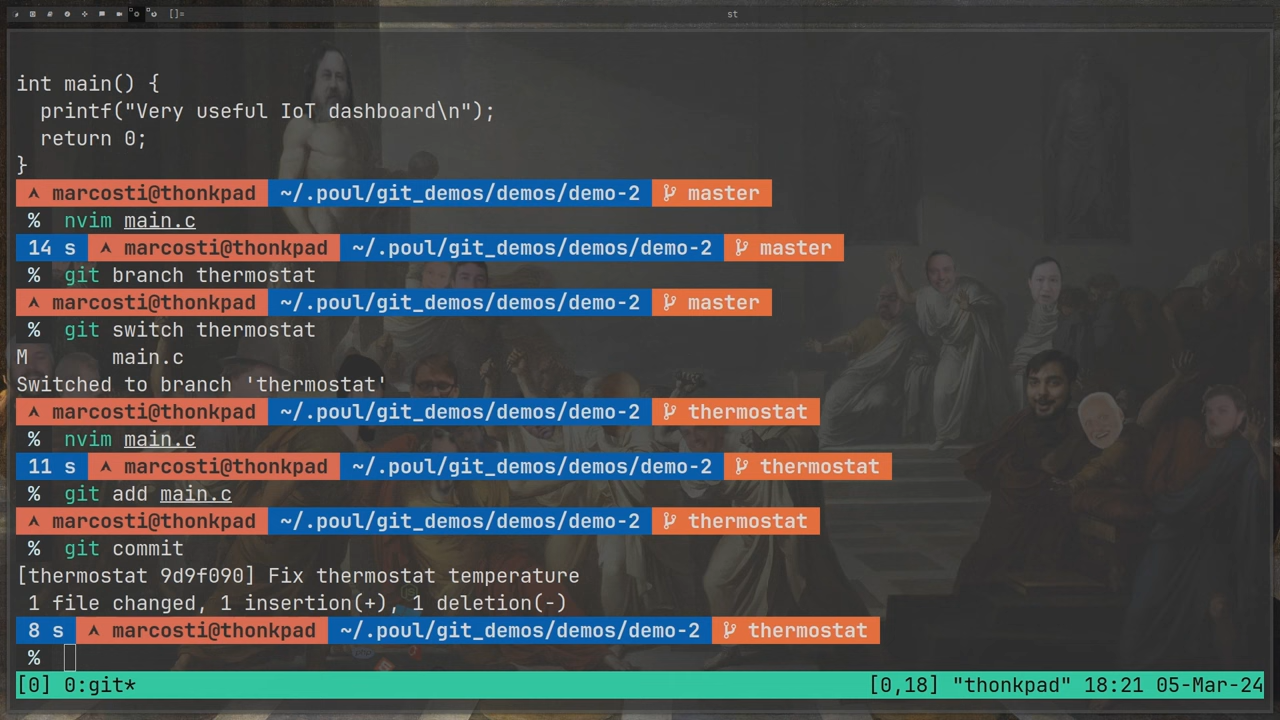 []= st
int main() {
printf("Very useful IoT dashboard\n");
return 0;
}
marcosti@thonkpad ~/.poul/git_demos/demos/demo-2 master
% nvim main.c
14 s marcosti@thonkpad ~/.poul/git_demos/demos/demo-2 master
% git branch thermostat
marcosti@thonkpad ~/.poul/git_demos/demos/demo-2 master
% git switch thermostat
M main.c
Switched to branch 'thermostat'
marcosti@thonkpad ~/.poul/git_demos/demos/demo-2 thermostat
% nvim main.c
11 s marcosti@thonkpad ~/.poul/git_demos/demos/demo-2 thermostat
% git add main.c
marcosti@thonkpad ~/.poul/git_demos/demos/demo-2 thermostat
% git commit
[thermostat 9d9f090] Fix thermostat temperature
1 file changed, 1 insertion(+), 1 deletion(-)
8 s marcosti@thonkpad ~/.poul/git_demos/demos/demo-2 thermostat
%
[0] 0:git* [0,18] "thonkpad" 18:21 05-Mar-24